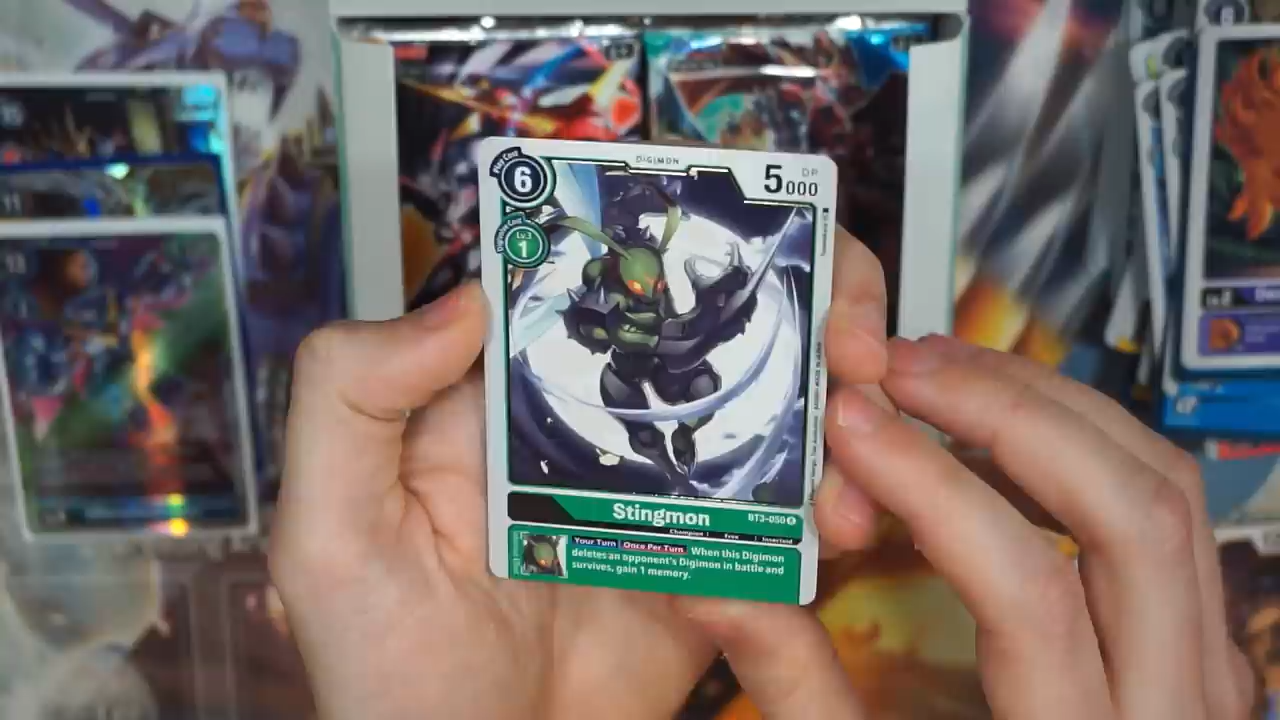 DIGIMON
Play Cost
6
DP
5000
Digivolve Cost
Lv.3
1
Stingmon
BT3-050 R
Champion | Free | Insectoid
Your Turn Once Per Turn When this Digimon
deletes an opponent's Digimon in battle and
survives, gain 1 memory.